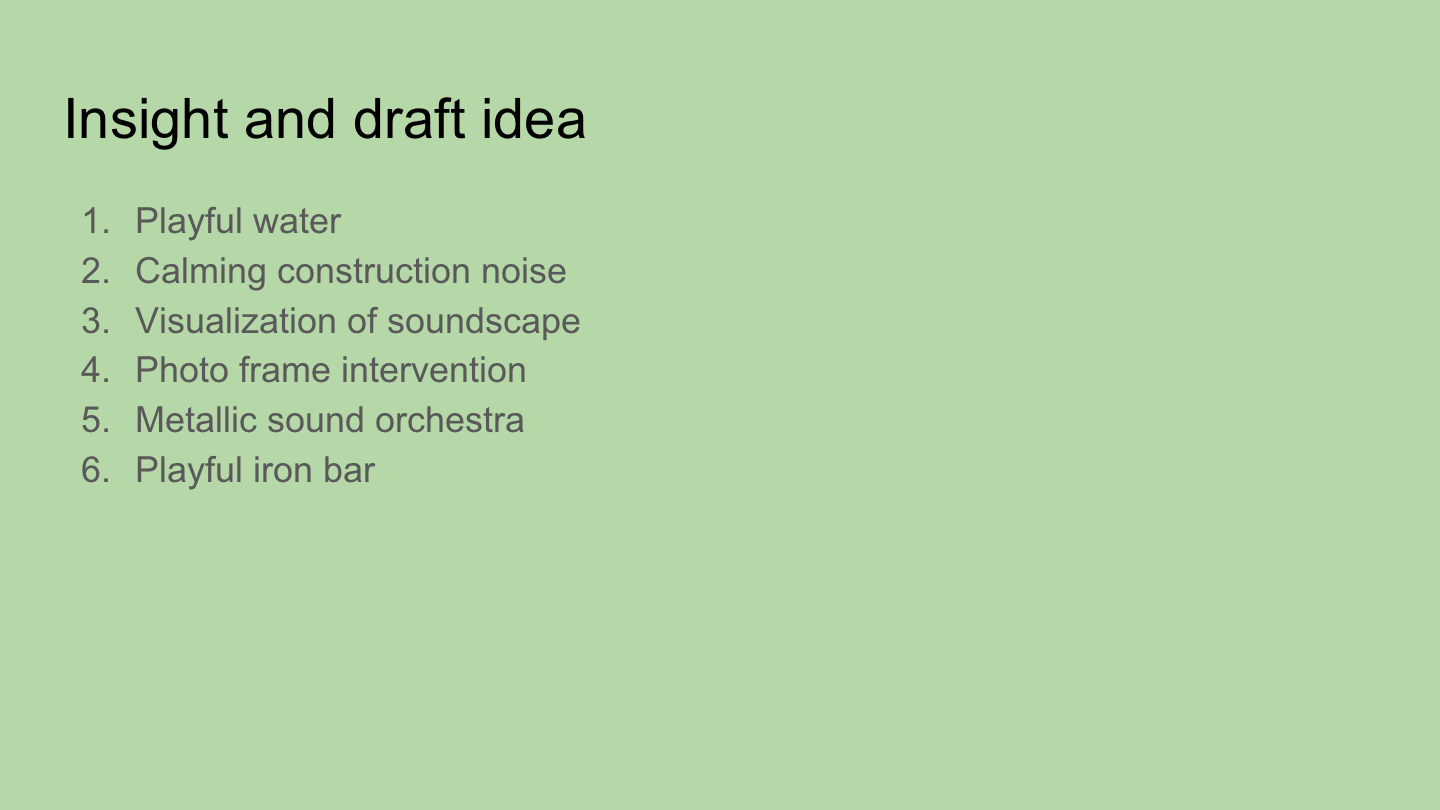 Insight and draft idea
1. Playful water
2. Calming construction noise
3. Visualization of soundscape
4. Photo frame intervention
5. Metallic sound orchestra
6. Playful iron bar